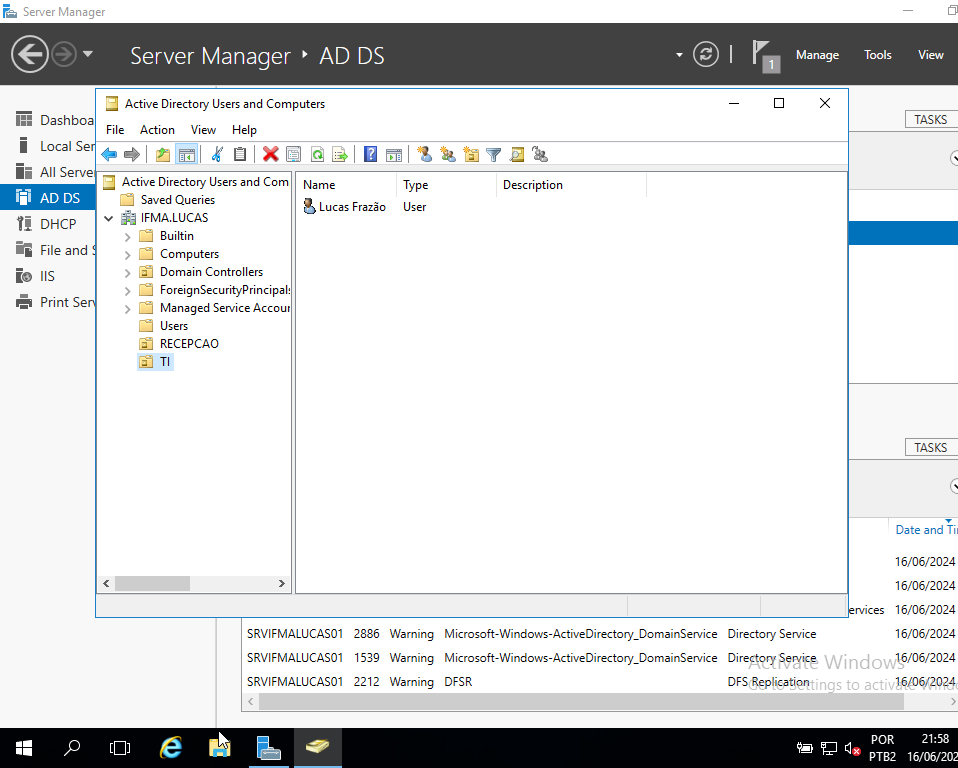 Server Manager
Server Manager ‣ AD DS
1
Manage Tools View
Dashboa
Local Ser
All Server
AD DS
DHCP
File and S
IIS
Print Serv
TASKS
Active Directory Users and Computers
File Action View Help
Active Directory Users and Com
Saved Queries
IFMA.LUCAS
Builtin
Computers
Domain Controllers
ForeignSecurityPrincipals
Managed Service Accour
Users
RECEPCAO
TI
Name Type Description
Lucas Frazão User
TASKS
Date and Ti
16/06/2024
16/06/2024
ervices 16/06/2024
SRVIFMALUCAS01 2886 Warning Microsoft-Windows-ActiveDirectory_DomainService Directory Service 16/06/2024
SRVIFMALUCAS01 1539 Warning Microsoft-Windows-ActiveDirectory_DomainService Directory Service 16/06/2024
SRVIFMALUCAS01 2212 Warning DFSR DFS Replication 16/06/2024
Activate Windows
Go to Settings to activate Windo
POR
PTB2
21:58
16/06/202